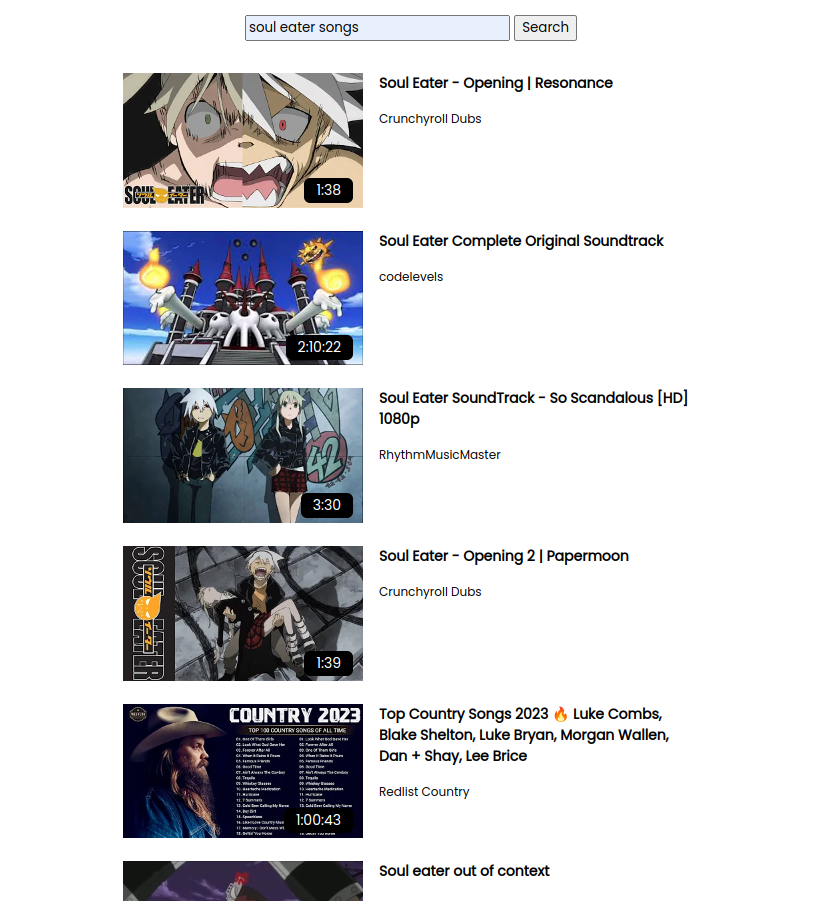 soul eater songs Search
Soul Eater - Opening | Resonance
Crunchyroll Dubs
SOUL EATER
1:38
Soul Eater Complete Original Soundtrack
codelevels
2:10:22
Soul Eater SoundTrack - So Scandalous [HD]
1080p
RhythmMusicMaster
42
3:30
Soul Eater - Opening 2 | Papermoon
Crunchyroll Dubs
SOUL EATER
1:39
Top Country Songs 2023 🔥 Luke Combs,
Blake Shelton, Luke Bryan, Morgan Wallen,
Dan + Shay, Lee Brice
Redlist Country
COUNTRY 2023
TOP 100 COUNTRY SONGS OF ALL TIME
1:00:43
Soul eater out of context